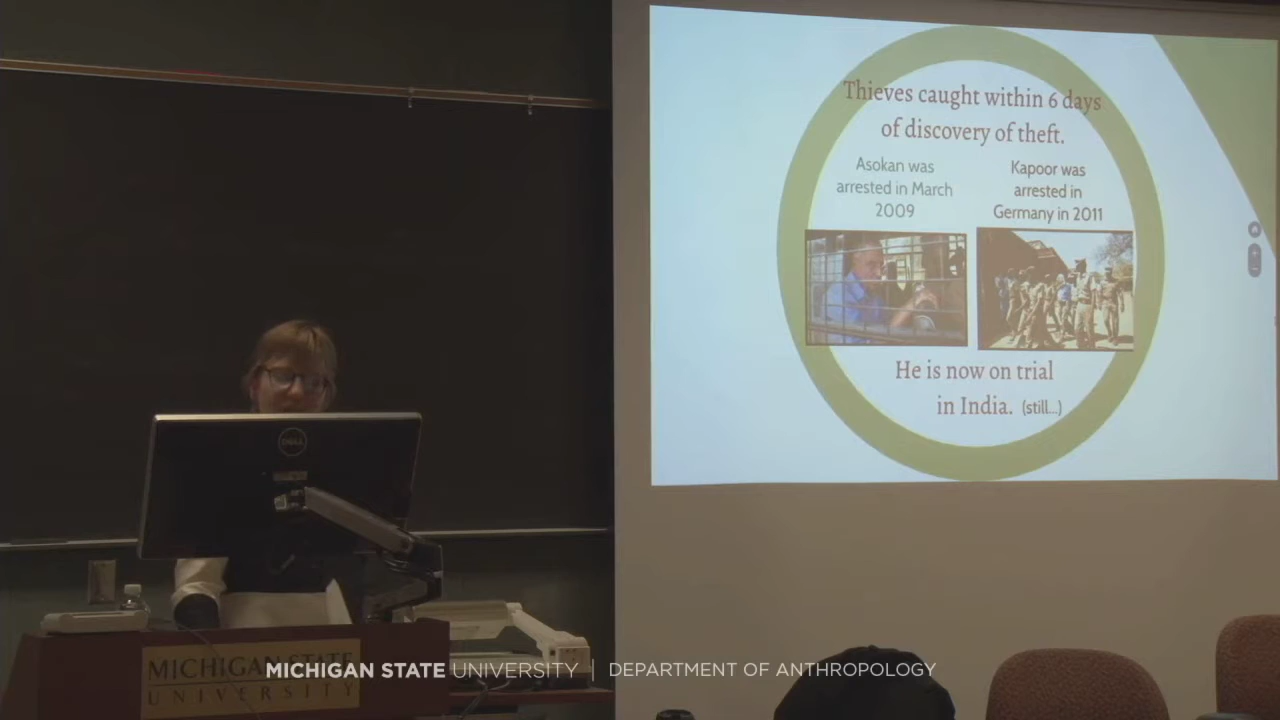 Thieves caught within 6 days
of discovery of theft.
Asokan was
arrested in March
2009
Kapoor was
arrested in
Germany in 2011
He is now on trial
in India. (still...)
DELL
MICHIGAN STATE
UNIVERSITY
MICHIGAN STATE UNIVERSITY | DEPARTMENT OF ANTHROPOLOGY